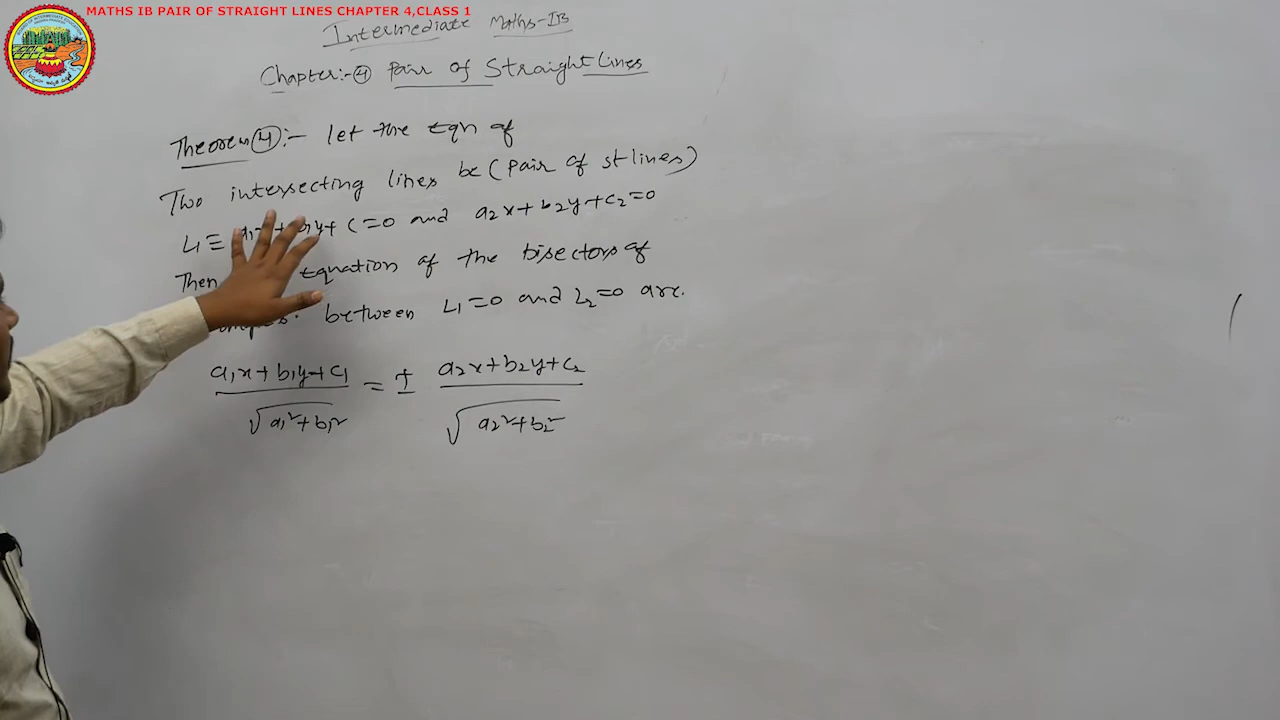 MATHS IB PAIR OF STRAIGHT LINES CHAPTER 4,CLASS 1
Intermediate Maths-IB
Chapter:-④ Pair of Straight Lines
Theorem④:- let the Eqn of
Two intersecting lines be (Pair of st lines)
L₁≡ y+ C=0 and a₂x+b₂y+c₂=0
Then Equation of the bisectors of
between L₁=0 and L₂=0 are.
a₁x+b₁y+c₁ / √a₁²+b₁² = ± a₂x+b₂y+c₂ / √a₂²+b₂²